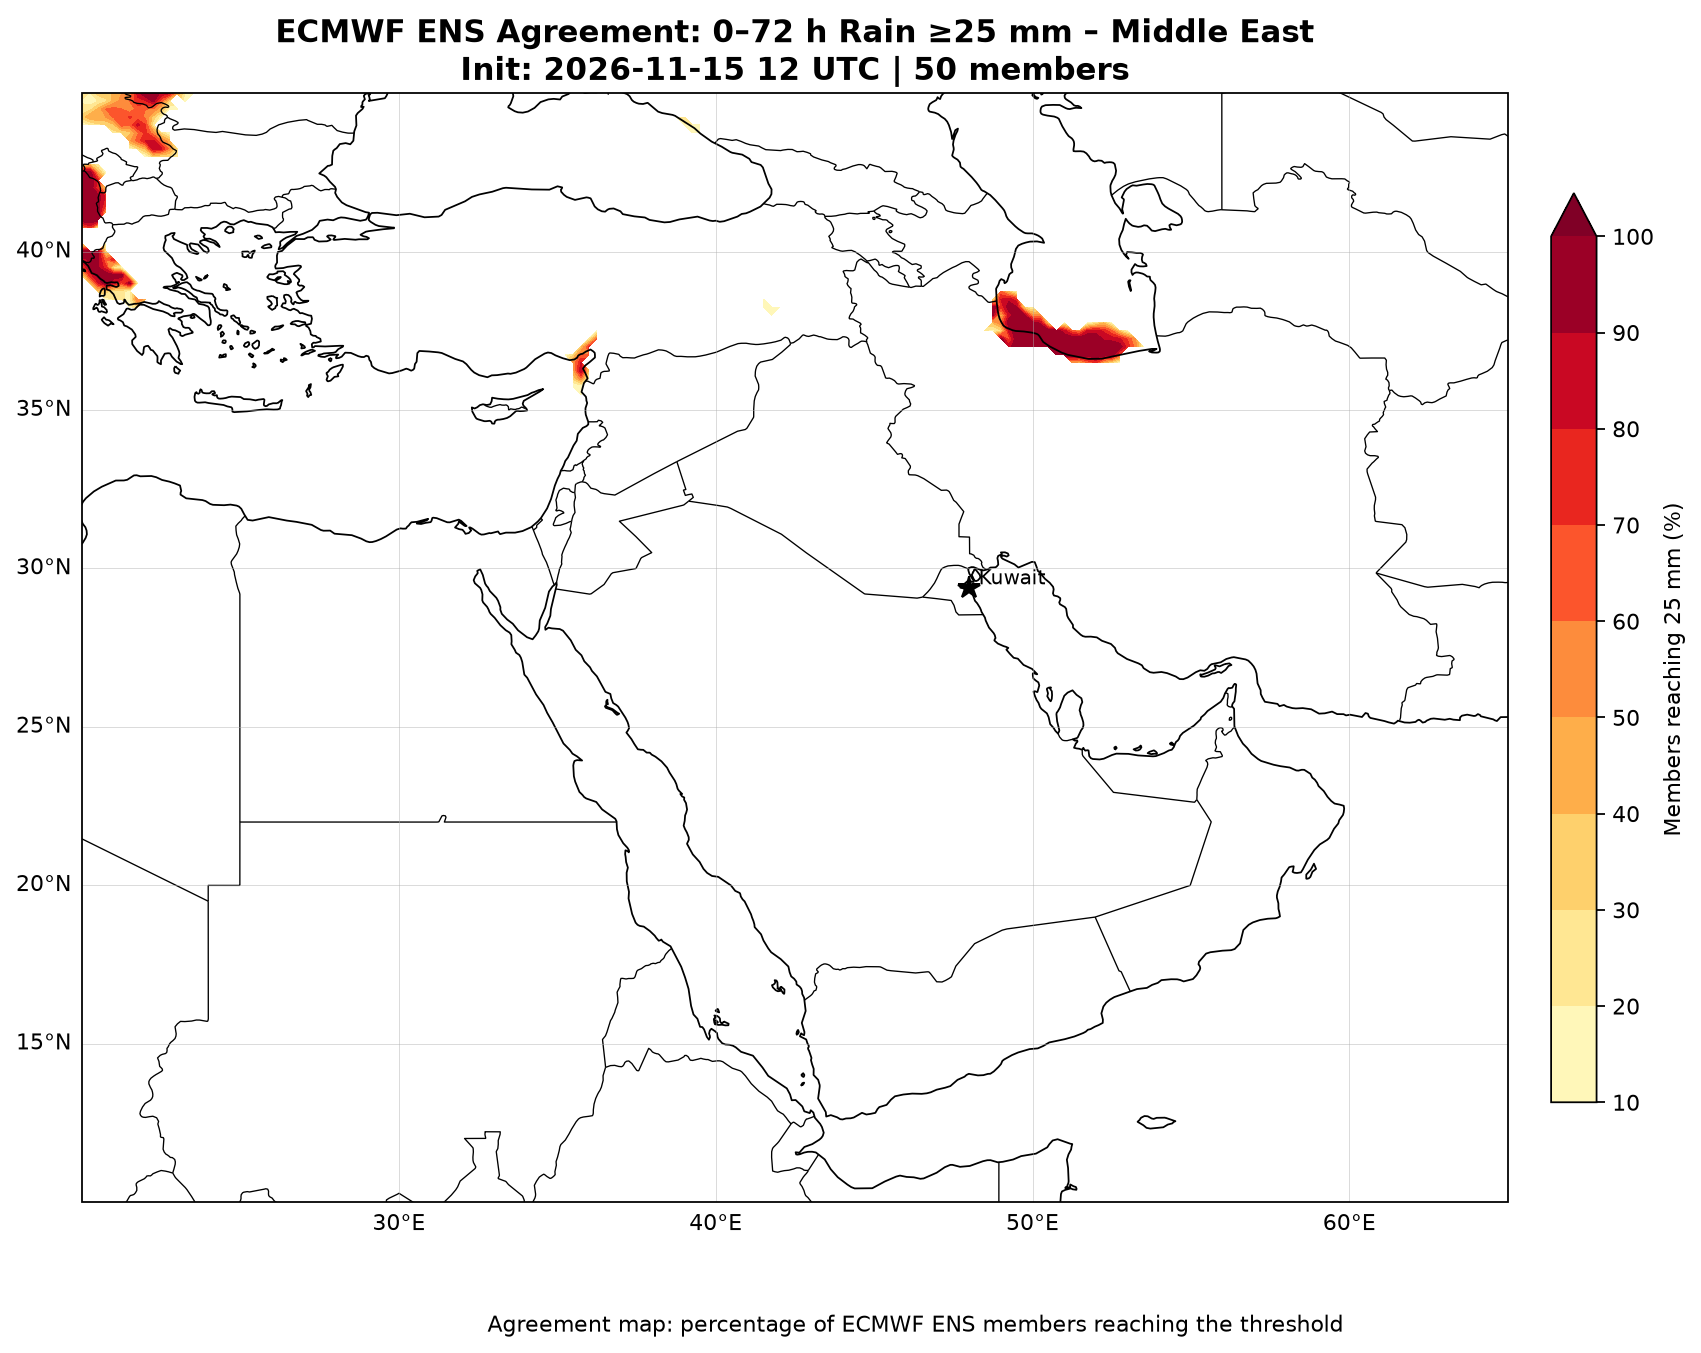 ECMWF ENS Agreement: 0–72 h Rain ≥25 mm – Middle East
Init: 2026-11-15 12 UTC | 50 members
40°N
35°N
30°N
25°N
20°N
15°N
30°E
40°E
50°E
60°E
Kuwait
100
90
80
70
60
50
40
30
20
10
Members reaching 25 mm (%)
Agreement map: percentage of ECMWF ENS members reaching the threshold